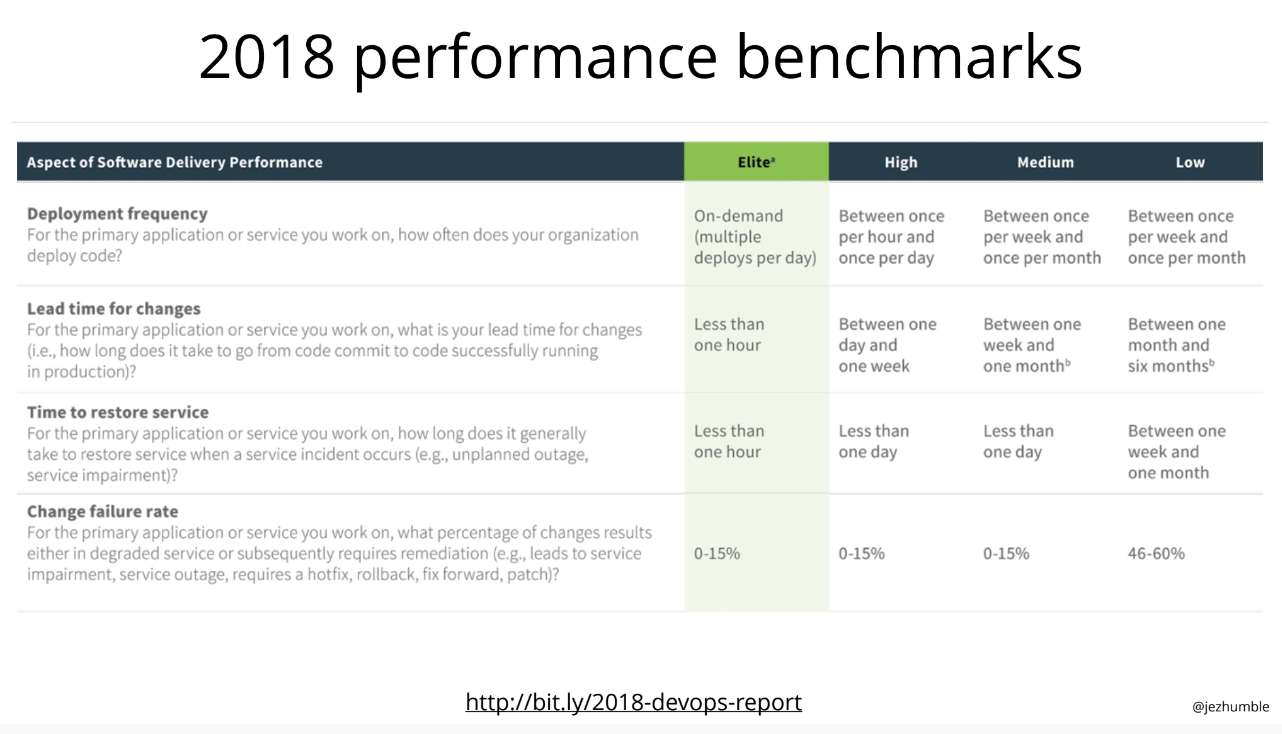 2018 performance benchmarks
Aspect of Software Delivery Performance Eliteᵃ High Medium Low
Deployment frequency
For the primary application or service you work on, how often does your organization
deploy code?
On-demand
(multiple
deploys per day)
Between once
per hour and
once per day
Between once
per week and
once per month
Between once
per week and
once per month
Lead time for changes
For the primary application or service you work on, what is your lead time for changes
(i.e., how long does it take to go from code commit to code successfully running
in production)?
Less than
one hour
Between one
day and
one week
Between one
week and
one monthᵇ
Between one
month and
six monthsᵇ
Time to restore service
For the primary application or service you work on, how long does it generally
take to restore service when a service incident occurs (e.g., unplanned outage,
service impairment)?
Less than
one hour
Less than
one day
Less than
one day
Between one
week and
one month
Change failure rate
For the primary application or service you work on, what percentage of changes results
either in degraded service or subsequently requires remediation (e.g., leads to service
impairment, service outage, requires a hotfix, rollback, fix forward, patch)?
0-15%
0-15%
0-15%
46-60%
http://bit.ly/2018-devops-report
@jezhumble